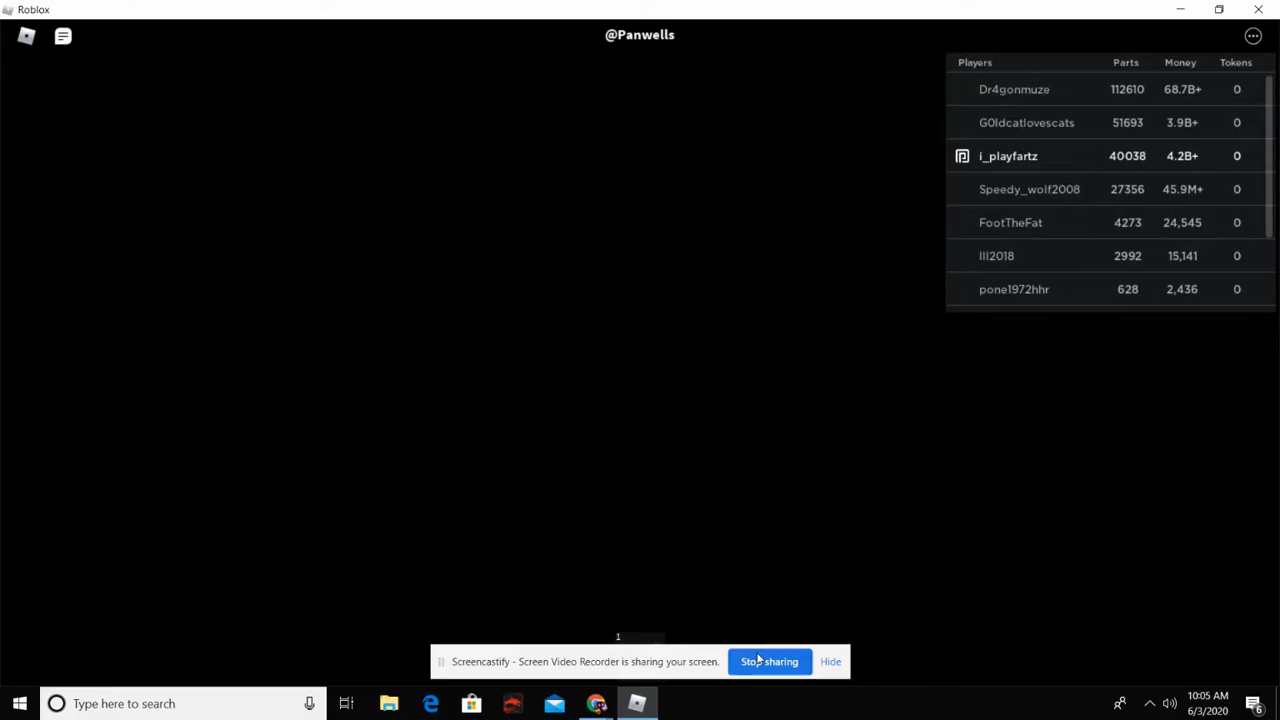 Roblox
@Panwells
Players Parts Money Tokens
Dr4gonmuze 112610 68.7B+ 0
G0ldcatlovescats 51693 3.9B+ 0
i_playfartz 40038 4.2B+ 0
Speedy_wolf2008 27356 45.9M+ 0
FootTheFat 4273 24,545 0
III2018 2992 15,141 0
pone1972hhr 628 2,436 0
1
Screencastify - Screen Video Recorder is sharing your screen. Stop sharing Hide
Type here to search
10:05 AM
6/3/2020
6